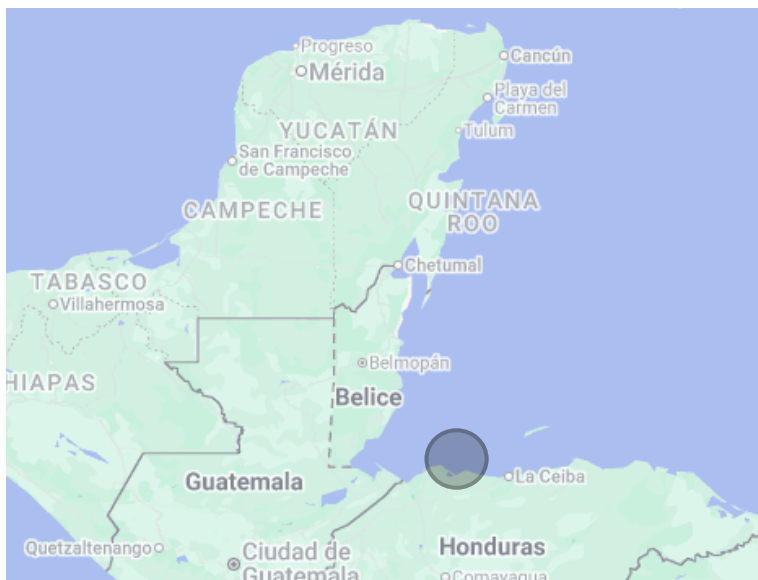 Progreso
Mérida
Cancún
Playa del
Carmen
YUCATÁN
Tulum
San Francisco
de Campeche
CAMPECHE
QUINTANA
ROO
Chetumal
TABASCO
Villahermosa
Belmopán
HIAPAS
Belice
Guatemala
La Ceiba
Quetzaltenango
Ciudad de
Guatemala
Honduras
Comayagua